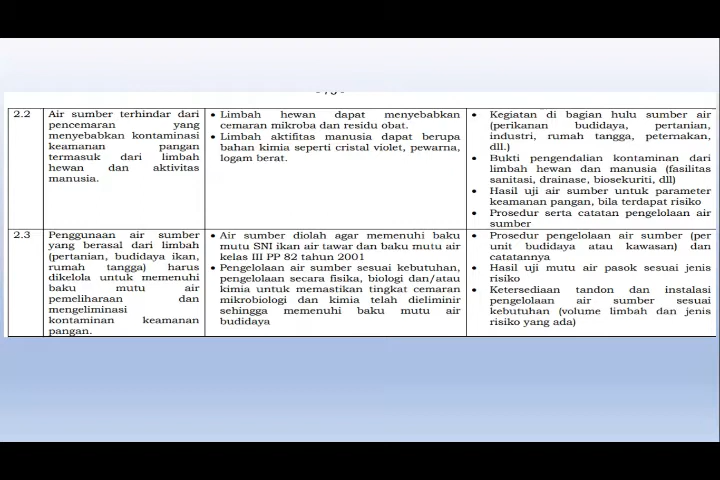 2.2
Air sumber terhindar dari
pencemaran yang
menyebabkan kontaminasi
keamanan pangan
termasuk dari limbah
hewan dan aktivitas
manusia.
• Limbah hewan dapat menyebabkan
cemaran mikroba dan residu obat.
• Limbah aktifitas manusia dapat berupa
bahan kimia seperti cristal violet, pewarna,
logam berat.
• Kegiatan di bagian hulu sumber air
(perikanan budidaya, pertanian,
industri, rumah tangga, peternakan,
dll.)
• Bukti pengendalian kontaminan dari
limbah hewan dan manusia (fasilitas
sanitasi, drainase, biosekuriti, dll)
• Hasil uji air sumber untuk parameter
keamanan pangan, bila terdapat risiko
• Prosedur serta catatan pengelolaan air
sumber
2.3
Penggunaan air sumber
yang berasal dari limbah
(pertanian, budidaya ikan,
rumah tangga) harus
dikelola untuk memenuhi
baku mutu air
pemeliharaan dan
mengeliminasi
kontaminan keamanan
pangan.
• Air sumber diolah agar memenuhi baku
mutu SNI ikan air tawar dan baku mutu air
kelas III PP 82 tahun 2001
• Pengelolaan air sumber sesuai kebutuhan,
pengelolaan secara fisika, biologi dan/atau
kimia untuk memastikan tingkat cemaran
mikrobiologi dan kimia telah dieliminir
sehingga memenuhi baku mutu air
budidaya
• Prosedur pengelolaan air sumber (per
unit budidaya atau kawasan) dan
catatannya
• Hasil uji mutu air pasok sesuai jenis
risiko
• Ketersediaan tandon dan instalasi
pengelolaan air sumber sesuai
kebutuhan (volume limbah dan jenis
risiko yang ada)